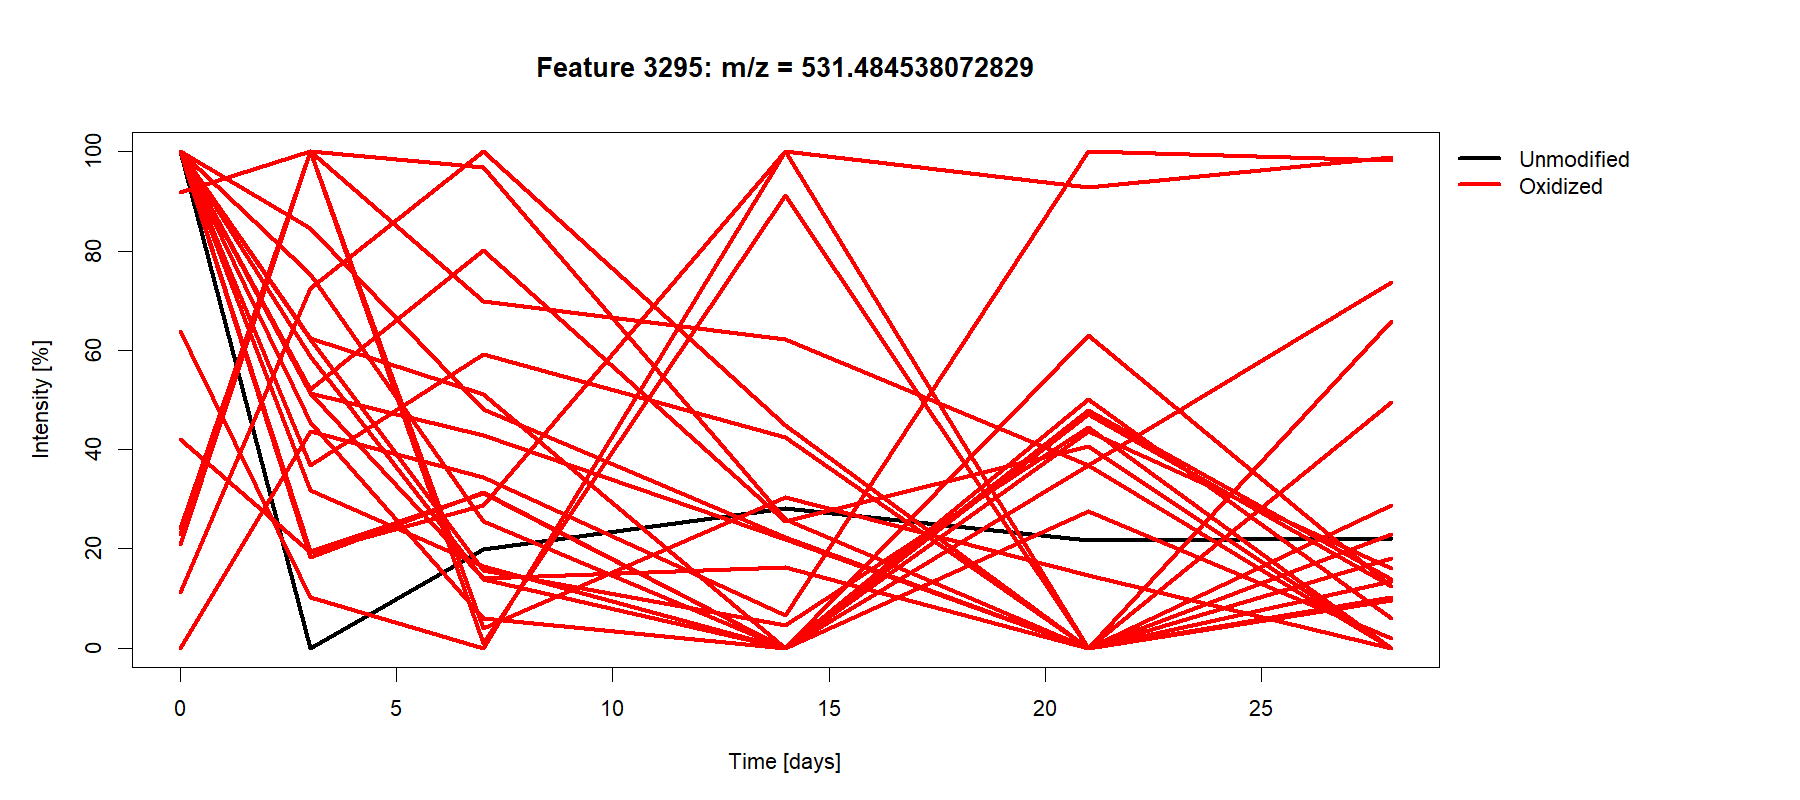 Feature 3295: m/z = 531.484538072829
Unmodified
Oxidized
Intensity [%]
100
80
60
40
20
0
0 5 10 15 20 25
Time [days]